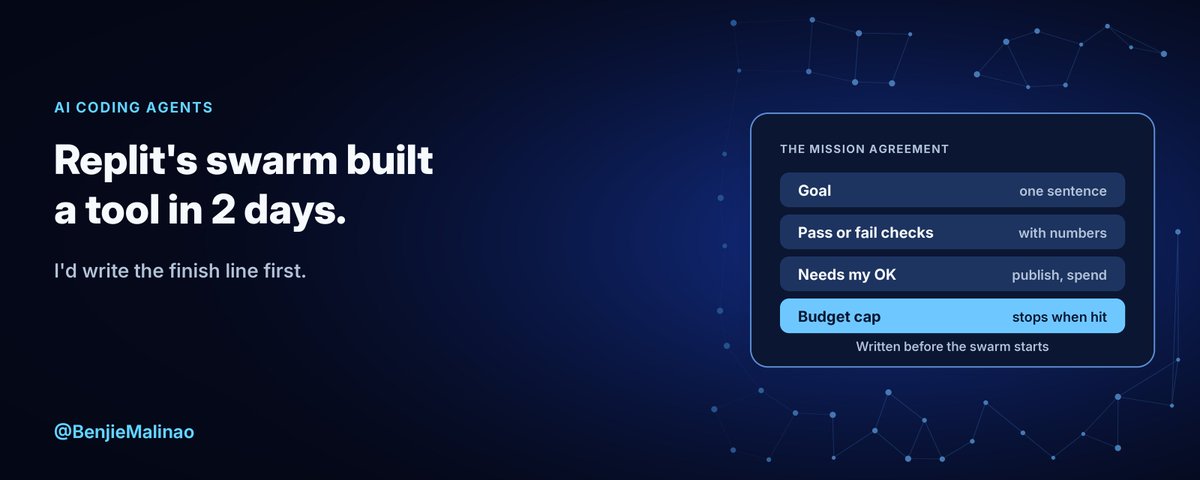 AI CODING AGENTS
Replit's swarm built
a tool in 2 days.
I'd write the finish line first.
@BenjieMalinao
THE MISSION AGREEMENT
Goal one sentence
Pass or fail checks with numbers
Needs my OK publish, spend
Budget cap stops when hit
Written before the swarm starts